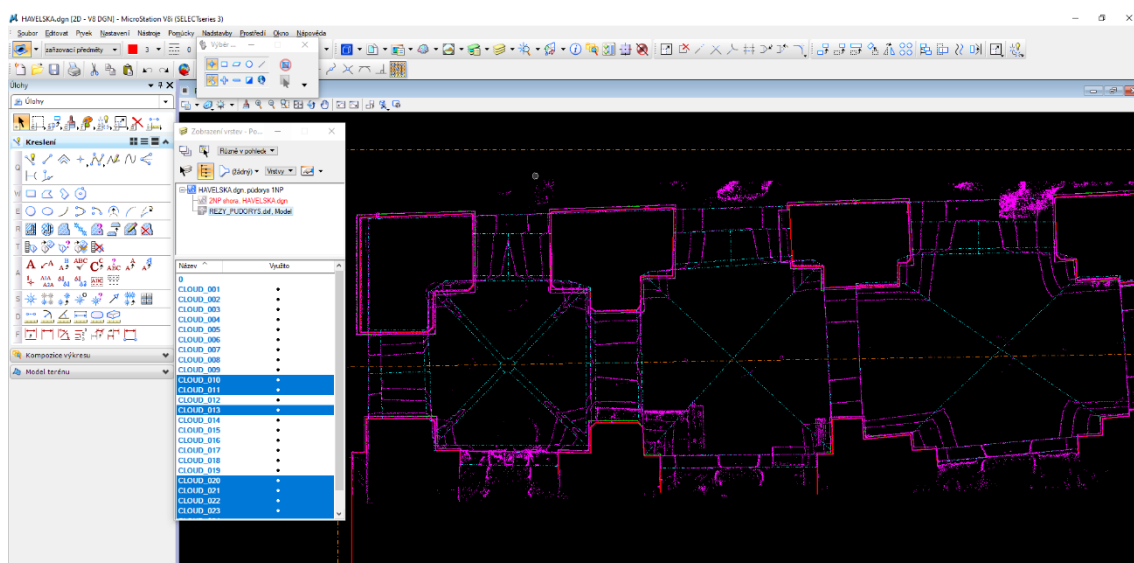 HAVELSKA.dgn [2D - V8 DGN] - MicroStation V8i (SELECTseries 3)
Soubor Editovat Prvek Nastavení Nástroje Pomůcky Nadstavby Prostředí Okno Nápověda
zařizovací předměty 3 0
Výběr ...
Úlohy
Úlohy
Kreslení
Q
W
E
R
T
A
S
D
F
Kompozice výkresu
Model terénu
Zobrazení vrstev - Po...
Různé v pohledu
(žádný) Vrstvy
HAVELSKA.dgn, půdorys 1NP
2NP shora, HAVELSKA.dgn
REZY_PUDORYS.dxf, Model
Název Využito
0
CLOUD_001
CLOUD_002
CLOUD_003
CLOUD_004
CLOUD_005
CLOUD_006
CLOUD_007
CLOUD_008
CLOUD_009
CLOUD_010
CLOUD_011
CLOUD_012
CLOUD_013
CLOUD_014
CLOUD_015
CLOUD_016
CLOUD_017
CLOUD_018
CLOUD_019
CLOUD_020
CLOUD_021
CLOUD_022
CLOUD_023